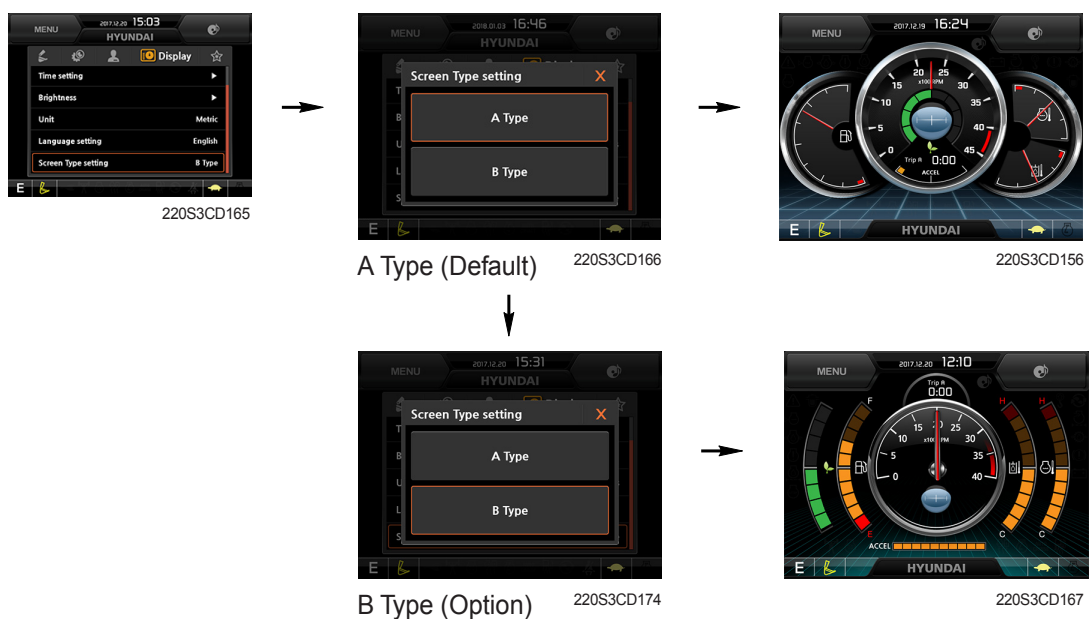 MENU
2017.12.20 15:03
HYUNDAI
Display
Time setting
Brightness
Unit Metric
Language setting English
Screen Type setting B Type
E
220S3CD165
MENU
2018.01.03 16:46
HYUNDAI
Screen Type setting X
A Type
B Type
E
A Type (Default) 220S3CD166
MENU
2017.12.19 16:24
0 5 10 15 20 25 30 35 40 45
x100 RPM
Trip A 0:00
ACCEL
E
HYUNDAI
220S3CD156
MENU
2017.12.20 15:31
HYUNDAI
Screen Type setting X
A Type
B Type
E
B Type (Option) 220S3CD174
MENU
2017.12.20 12:10
Trip A
0:00
F H H
0 5 10 15 20 25 30 35 40
E C C
ACCEL
E
HYUNDAI
220S3CD167